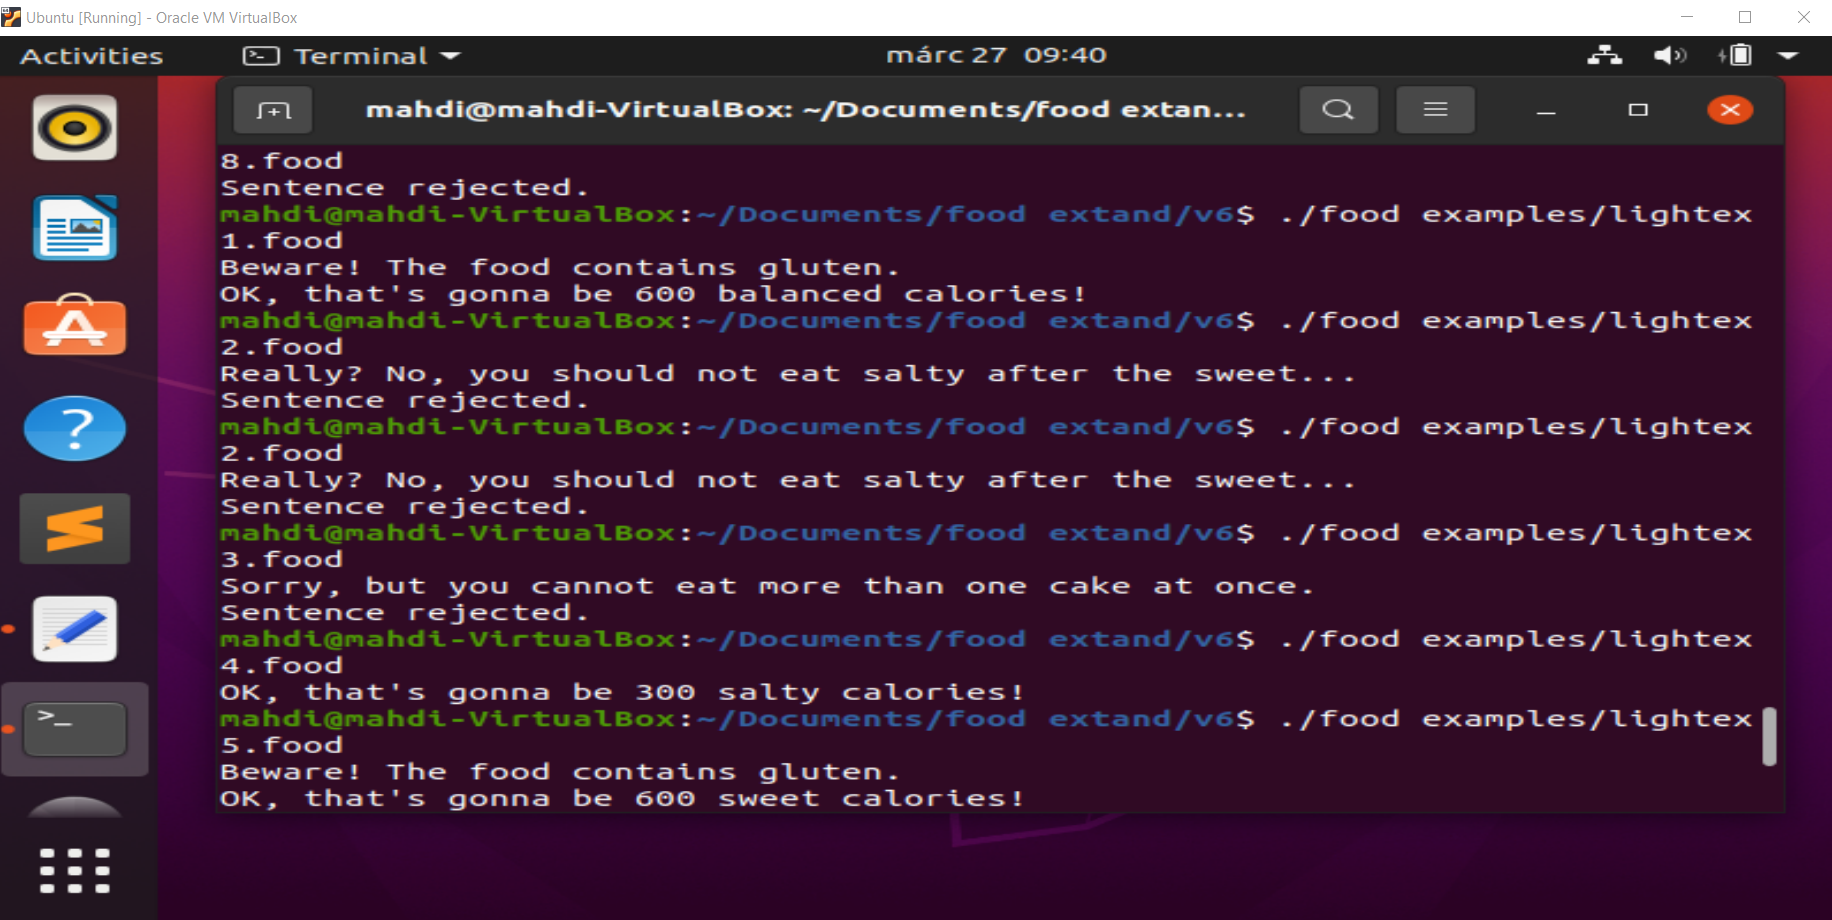 Ubuntu [Running] - Oracle VM VirtualBox
Activities Terminal márc 27 09:40
mahdi@mahdi-VirtualBox: ~/Documents/food extan...
8.food
Sentence rejected.
mahdi@mahdi-VirtualBox:~/Documents/food extand/v6$ ./food examples/lightex
1.food
Beware! The food contains gluten.
OK, that's gonna be 600 balanced calories!
mahdi@mahdi-VirtualBox:~/Documents/food extand/v6$ ./food examples/lightex
2.food
Really? No, you should not eat salty after the sweet...
Sentence rejected.
mahdi@mahdi-VirtualBox:~/Documents/food extand/v6$ ./food examples/lightex
2.food
Really? No, you should not eat salty after the sweet...
Sentence rejected.
mahdi@mahdi-VirtualBox:~/Documents/food extand/v6$ ./food examples/lightex
3.food
Sorry, but you cannot eat more than one cake at once.
Sentence rejected.
mahdi@mahdi-VirtualBox:~/Documents/food extand/v6$ ./food examples/lightex
4.food
OK, that's gonna be 300 salty calories!
mahdi@mahdi-VirtualBox:~/Documents/food extand/v6$ ./food examples/lightex
5.food
Beware! The food contains gluten.
OK, that's gonna be 600 sweet calories!